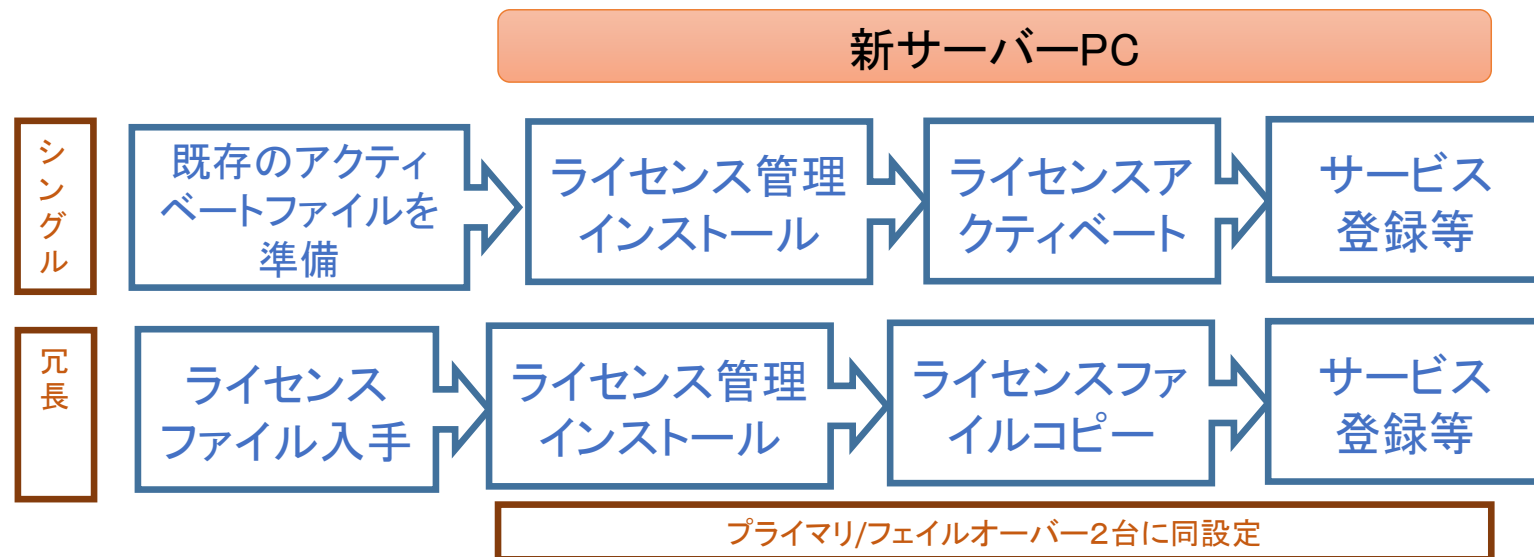 新サーバーPC
シングル
既存のアクティ
ベートファイルを
準備
ライセンス管理
インストール
ライセンスア
クティベート
サービス
登録等
冗長
ライセンス
ファイル入手
ライセンス管理
インストール
ライセンスファ
イルコピー
サービス
登録等
プライマリ/フェイルオーバー２台に同設定